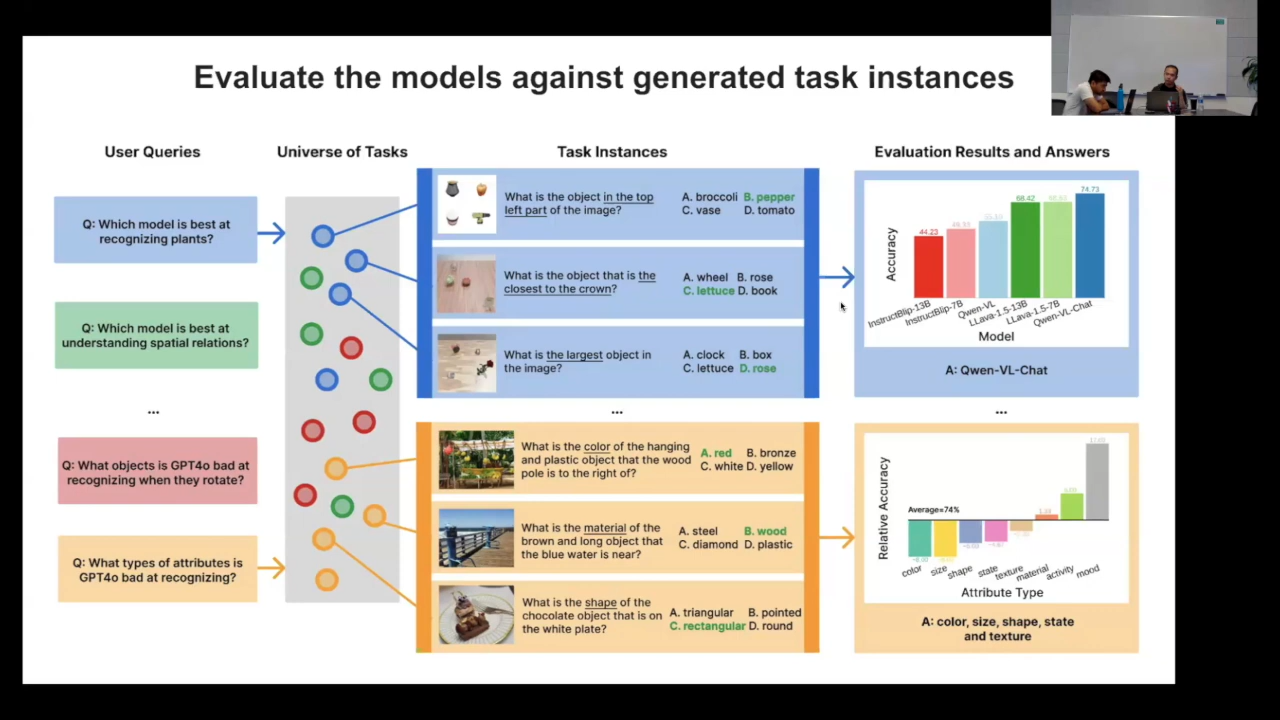 Evaluate the models against generated task instances
User Queries
Universe of Tasks
Task Instances
Evaluation Results and Answers
Q: Which model is best at
recognizing plants?
Q: Which model is best at
understanding spatial relations?
...
Q: What objects is GPT4o bad at
recognizing when they rotate?
Q: What types of attributes is
GPT4o bad at recognizing?
What is the object in the top
left part of the image?
A. broccoli B. pepper
C. vase D. tomato
What is the object that is the
closest to the crown?
A. wheel B. rose
C. lettuce D. book
What is the largest object in
the image?
A. clock B. box
C. lettuce D. rose
...
What is the color of the hanging
and plastic object that the wood
pole is to the right of?
A. red B. bronze
C. white D. yellow
What is the material of the
brown and long object that
the blue water is near?
A. steel B. wood
C. diamond D. plastic
What is the shape of the
chocolate object that is on
the white plate?
A. triangular B. pointed
C. rectangular D. round
Accuracy
44.23
68.42
74.73
InstructBlip-13B
InstructBlip-7B
Qwen-VL
LLava-1.5-13B
LLava-1.5-7B
Qwen-VL-Chat
Model
A: Qwen-VL-Chat
...
Relative Accuracy
Average=74%
color
size
shape
state
texture
material
activity
mood
Attribute Type
A: color, size, shape, state
and texture